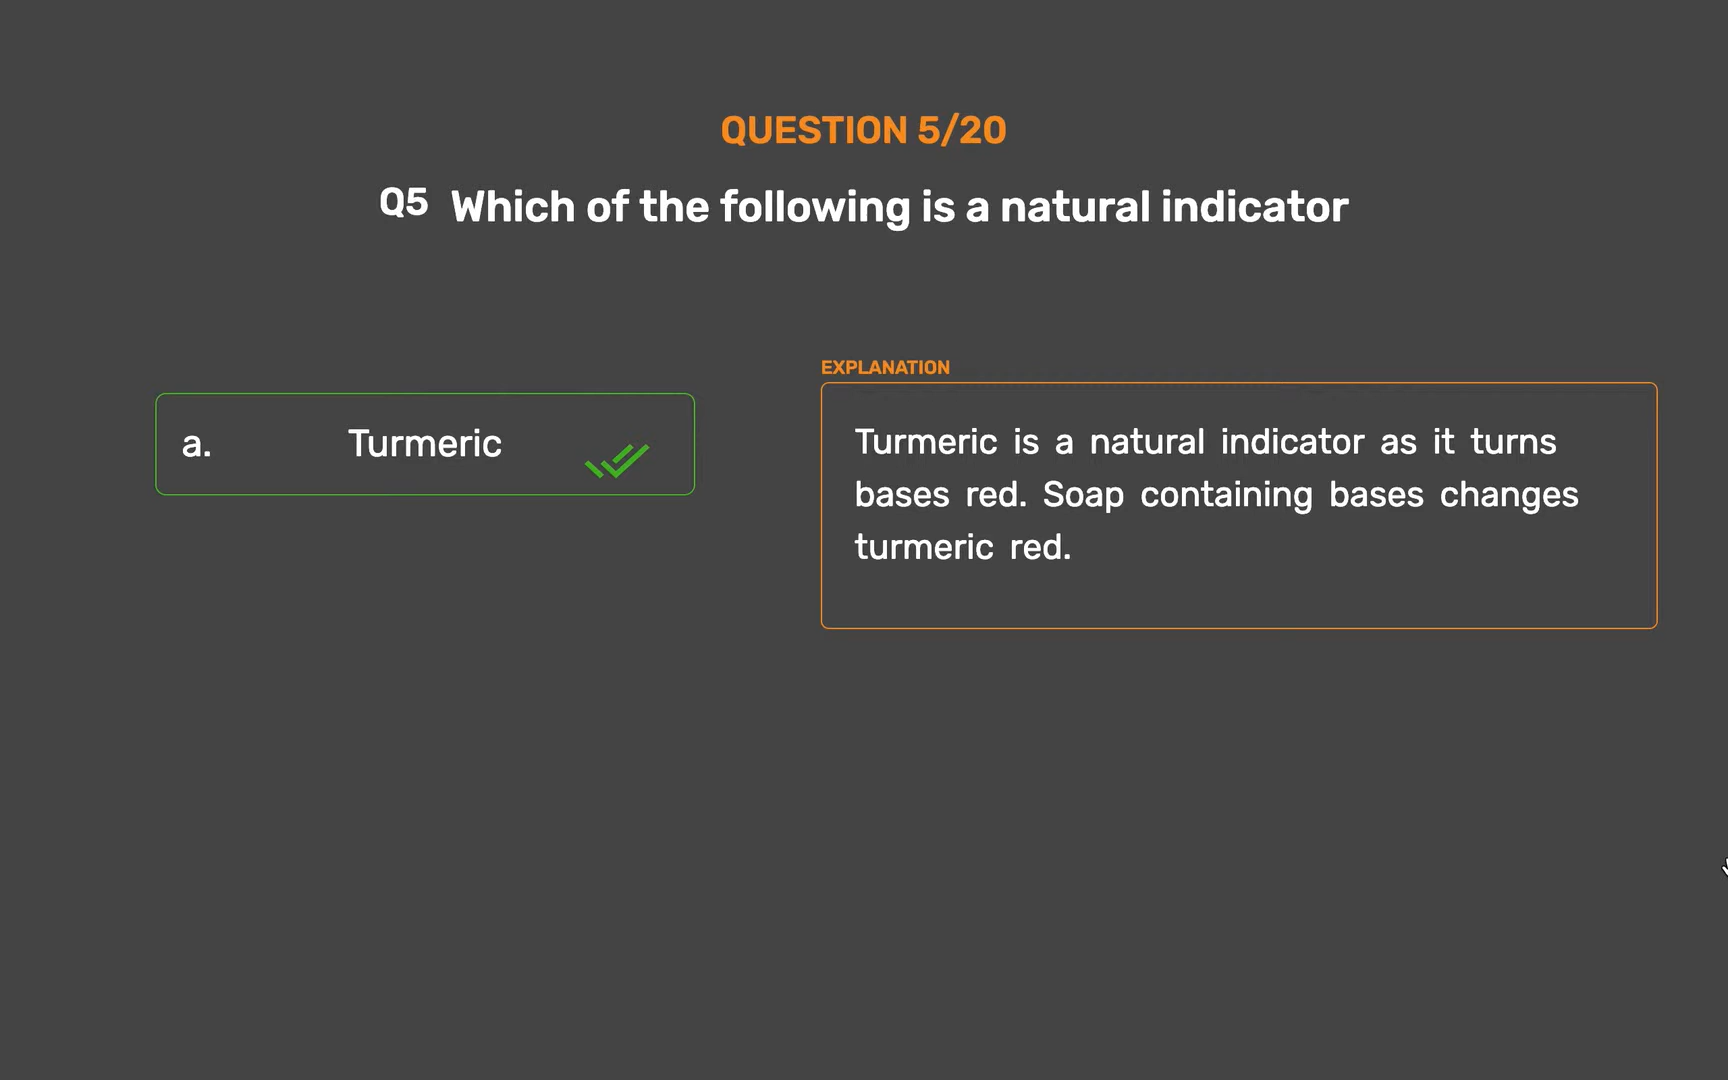 QUESTION 5/20
Q5 Which of the following is a natural indicator
a. Turmeric
EXPLANATION
Turmeric is a natural indicator as it turns
bases red. Soap containing bases changes
turmeric red.